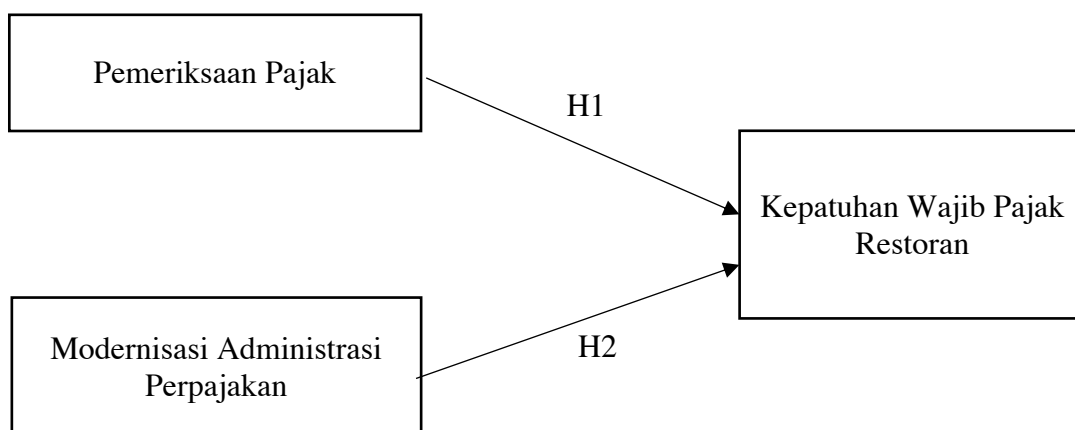 Pemeriksaan Pajak
H1
Kepatuhan Wajib Pajak
Restoran
Modernisasi Administrasi
Perpajakan
H2